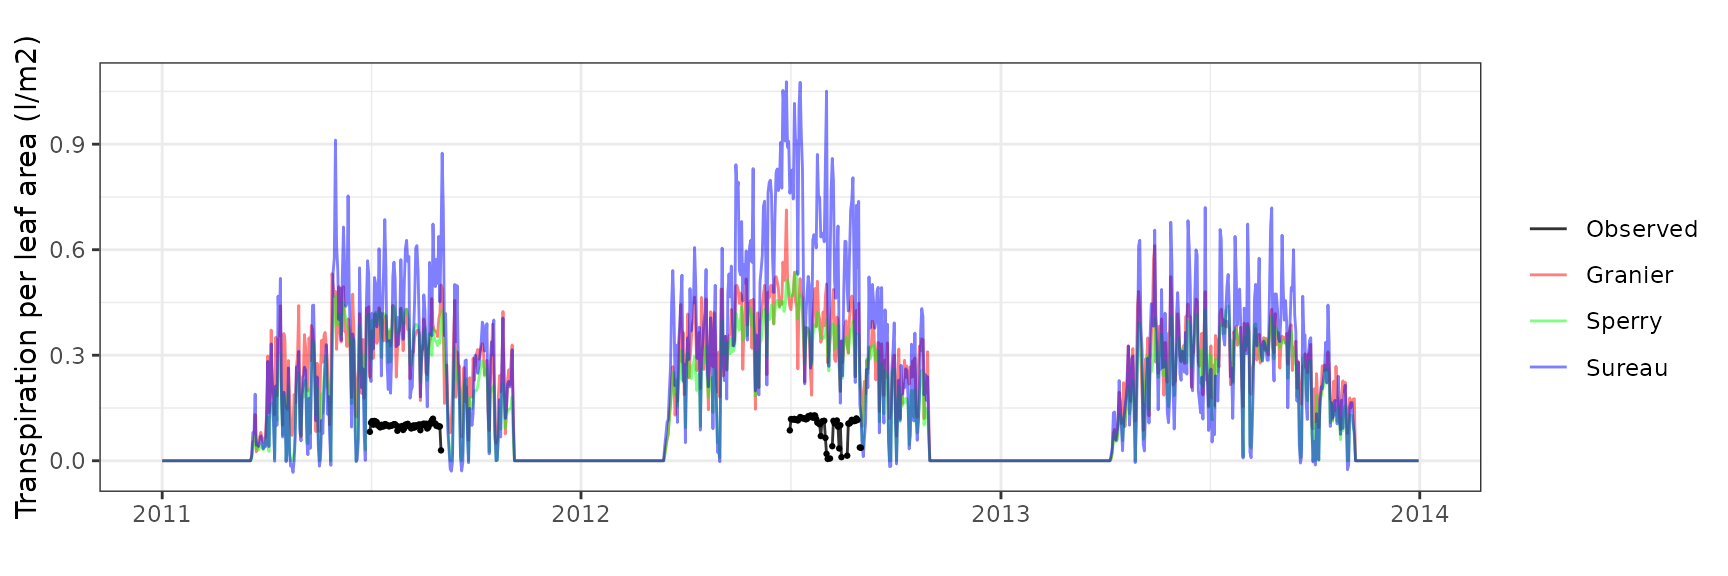 Transpiration per leaf area (l/m2)
0.9
0.6
0.3
0.0
2011
2012
2013
2014
Observed
Granier
Sperry
Sureau